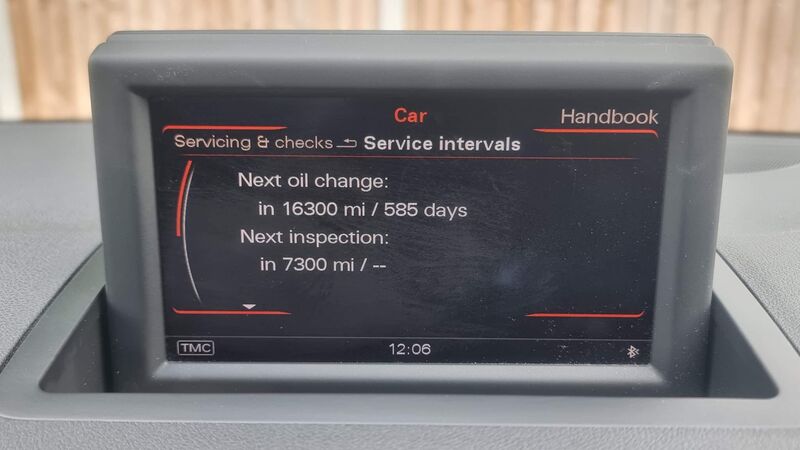 Car
Handbook
Servicing & checks Service intervals
Next oil change:
in 16300 mi / 585 days
Next inspection:
in 7300 mi / --
TMC
12:06